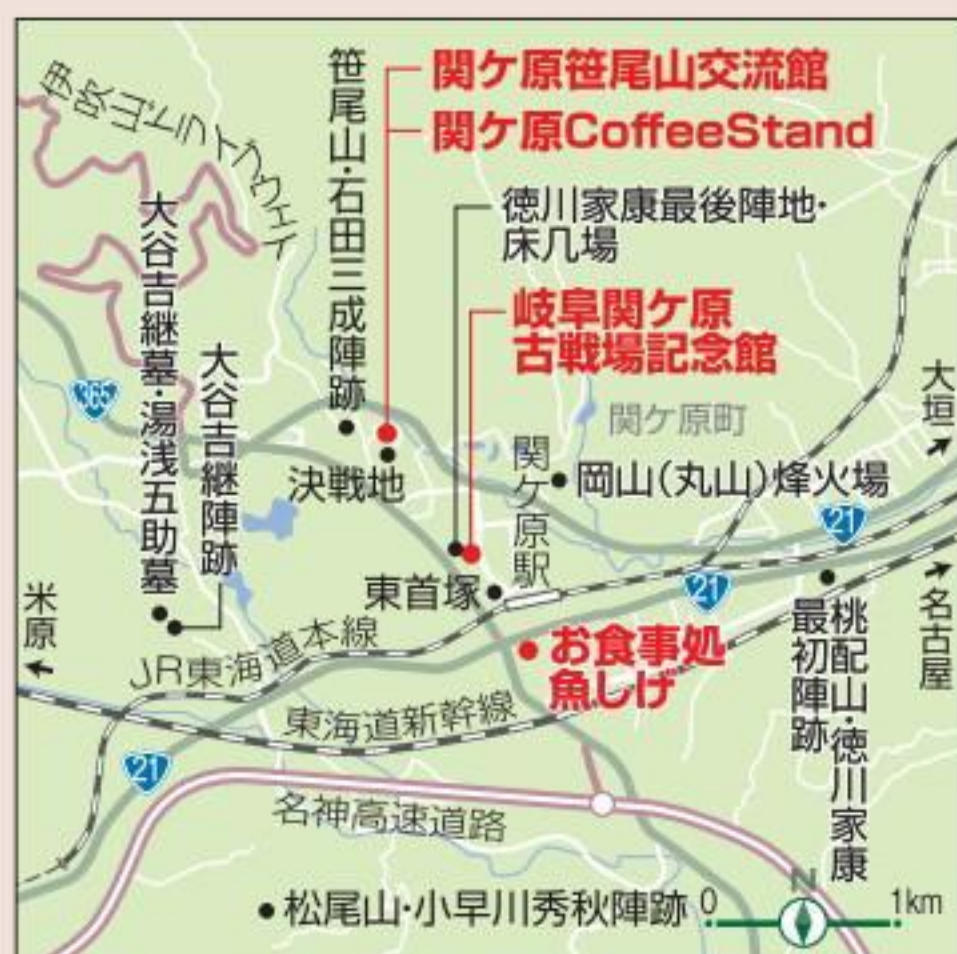 伊吹山ドライブウェイ
笹尾山・石田三成陣跡
関ケ原笹尾山交流館
関ケ原CoffeeStand
徳川家康最後陣地・
床几場
岐阜関ケ原
古戦場記念館
大谷吉継墓・湯浅五助墓
大谷吉継陣跡
365
関ケ原町
大垣
決戦地
関ケ原駅
岡山(丸山)烽火場
21
東首塚
21
名古屋
米原
JR東海道本線
お食事処
魚しげ
桃配山・徳川家康
最初陣跡
東海道新幹線
21
名神高速道路
松尾山・小早川秀秋陣跡
N
0
1km